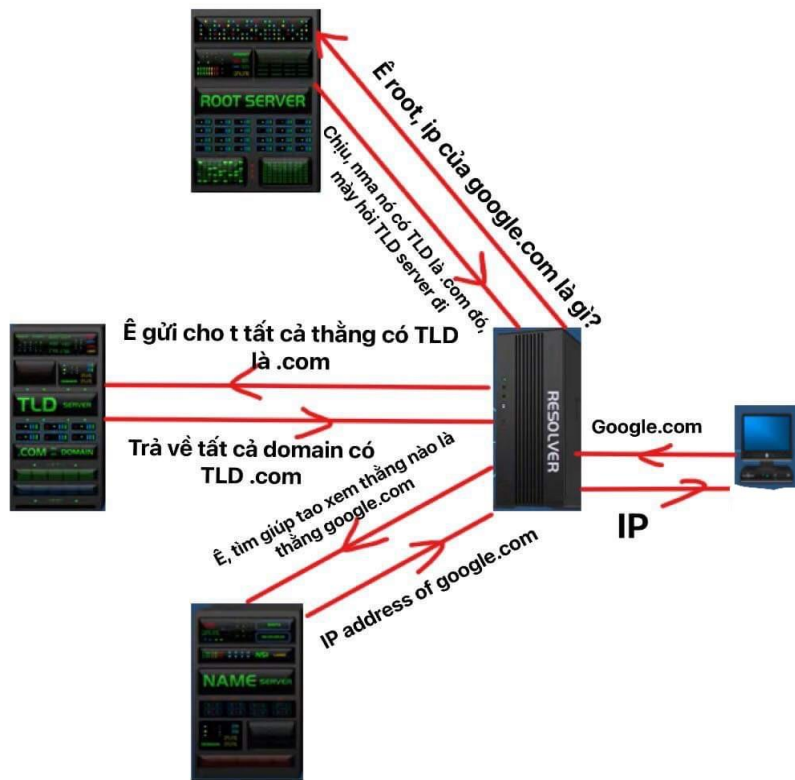 ROOT SERVER
Ê root, ip của google.com là gì?
Chịu, nma nó có TLD là .com đó,
mày hỏi TLD server đi
Ê gửi cho t tất cả thằng có TLD
là .com
TLD SERVER
.COM DOMAIN
Trả về tất cả domain có
TLD .com
RESOLVER
Google.com
IP
Ê, tìm giúp tao xem thằng nào là
thằng google.com
IP address of google.com
NAME SERVER